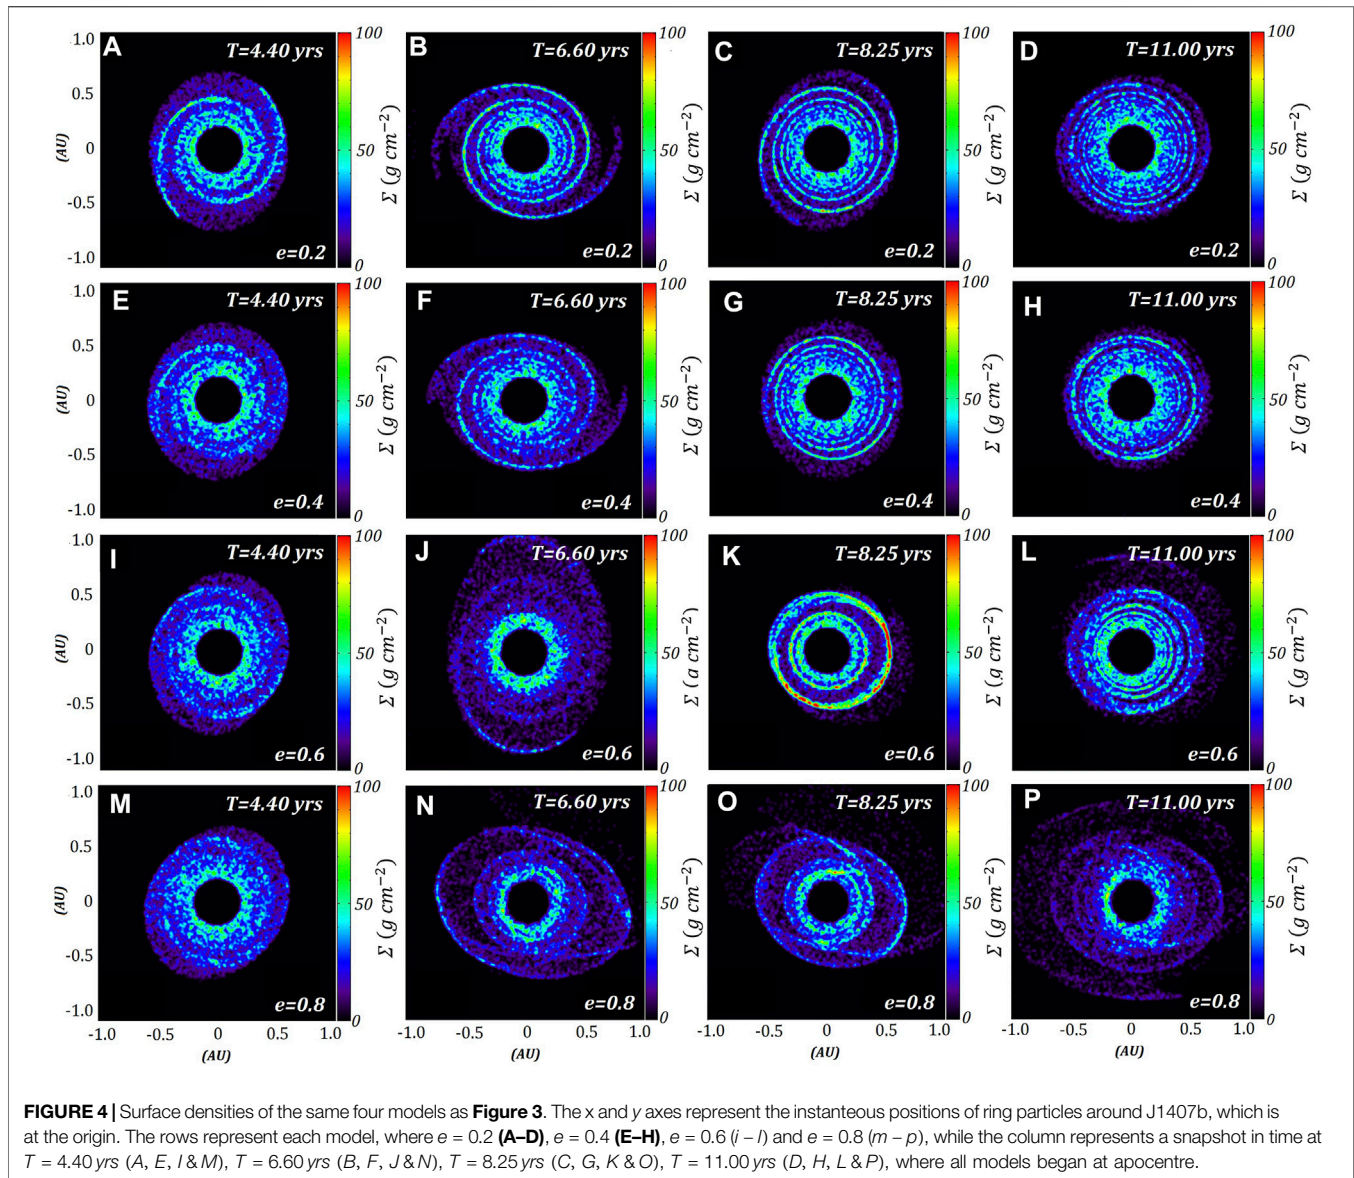 A T=4.40 yrs e=0.2
B T=6.60 yrs e=0.2
C T=8.25 yrs e=0.2
D T=11.00 yrs e=0.2
1.0
0.5
0
-0.5
-1.0
(AU)
100
50
0
Σ (g cm⁻²)
100
50
0
Σ (g cm⁻²)
100
50
0
Σ (g cm⁻²)
100
50
0
Σ (g cm⁻²)
E T=4.40 yrs e=0.4
F T=6.60 yrs e=0.4
G T=8.25 yrs e=0.4
H T=11.00 yrs e=0.4
1.0
0.5
0
-0.5
-1.0
(AU)
100
50
0
Σ (g cm⁻²)
100
50
0
Σ (g cm⁻²)
100
50
0
Σ (g cm⁻²)
100
50
0
Σ (g cm⁻²)
I T=4.40 yrs e=0.6
J T=6.60 yrs e=0.6
K T=8.25 yrs e=0.6
L T=11.00 yrs e=0.6
1.0
0.5
0
-0.5
-1.0
(AU)
100
50
0
Σ (g cm⁻²)
100
50
0
Σ (a cm⁻²)
100
50
0
Σ (g cm⁻²)
100
50
0
Σ (g cm⁻²)
M T=4.40 yrs e=0.8
N T=6.60 yrs e=0.8
O T=8.25 yrs e=0.8
P T=11.00 yrs e=0.8
1.0
0.5
0
-0.5
-1.0
(AU)
100
50
0
Σ (g cm⁻²)
100
50
0
Σ (g cm⁻²)
100
50
0
Σ (g cm⁻²)
100
50
0
Σ (g cm⁻²)
-1.0 -0.5 0 0.5 1.0
-1.0 -0.5 0 0.5 1.0
-1.0 -0.5 0 0.5 1.0
-1.0 -0.5 0 0.5 1.0
(AU) (AU) (AU) (AU)
FIGURE 4 | Surface densities of the same four models as Figure 3. The x and y axes represent the instanteous positions of ring particles around J1407b, which is
at the origin. The rows represent each model, where e = 0.2 (A–D), e = 0.4 (E–H), e = 0.6 (i – l) and e = 0.8 (m – p), while the column represents a snapshot in time at
T = 4.40 yrs (A, E, I & M), T = 6.60 yrs (B, F, J & N), T = 8.25 yrs (C, G, K & O), T = 11.00 yrs (D, H, L & P), where all models began at apocentre.